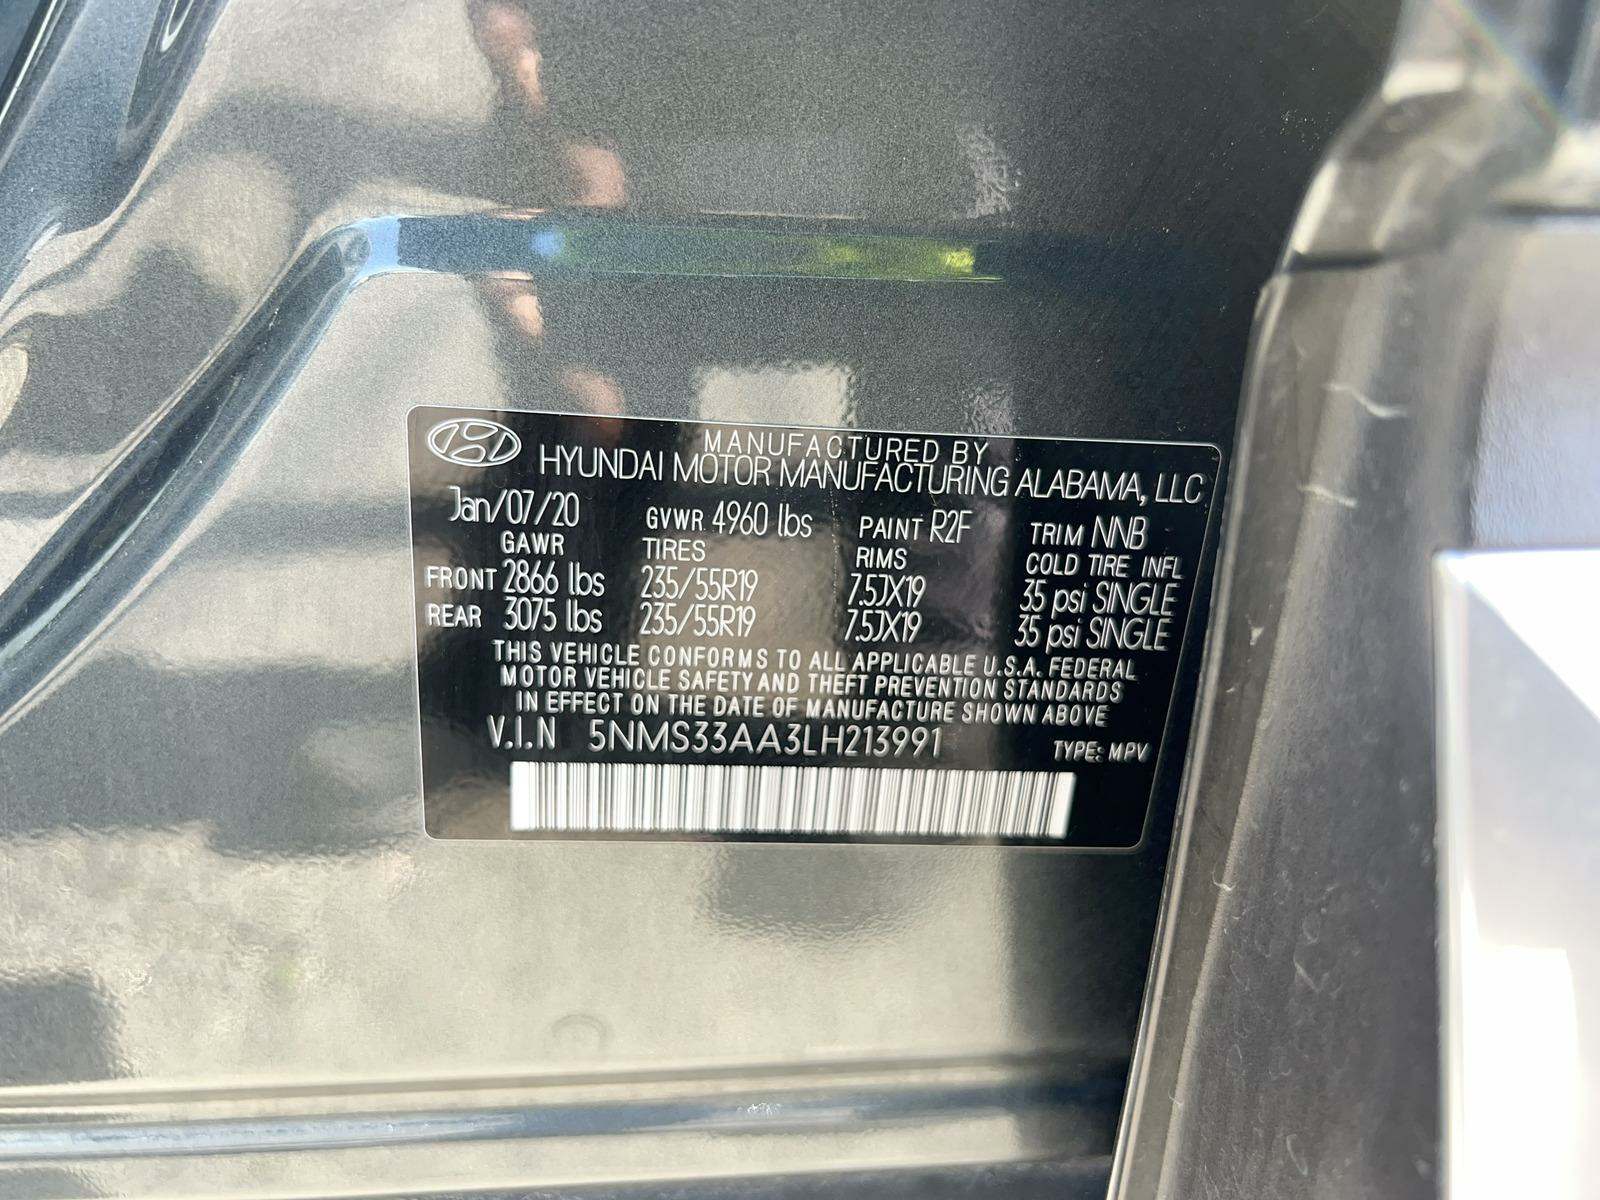 MANUFACTURED BY
HYUNDAI MOTOR MANUFACTURING ALABAMA, LLC
Jan/07/20 GVWR 4960 lbs PAINT R2F TRIM NNB
GAWR TIRES RIMS COLD TIRE INFL
FRONT 2866 lbs 235/55R19 7.5JX19 35 psi SINGLE
REAR 3075 lbs 235/55R19 7.5JX19 35 psi SINGLE
THIS VEHICLE CONFORMS TO ALL APPLICABLE U.S.A. FEDERAL
MOTOR VEHICLE SAFETY AND THEFT PREVENTION STANDARDS
IN EFFECT ON THE DATE OF MANUFACTURE SHOWN ABOVE
V.I.N 5NMS33AA3LH213991 TYPE: MPV